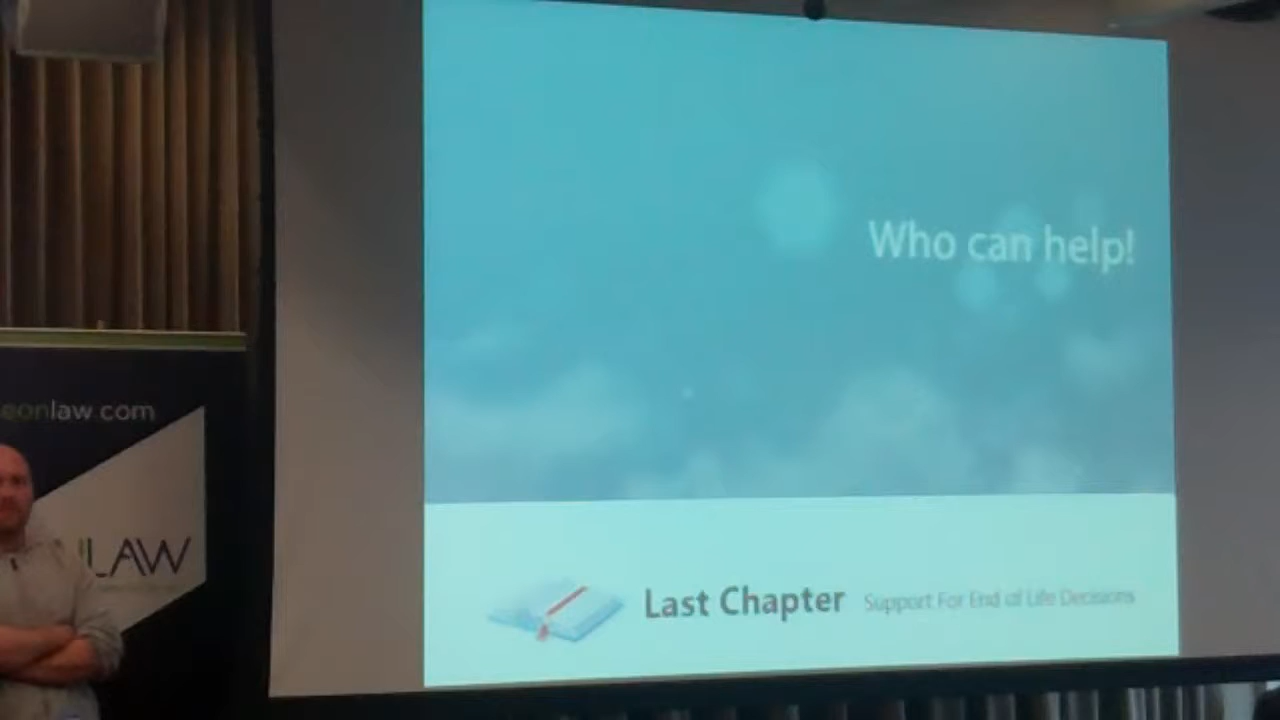 Who can help!
eonlaw.com
LAW
Last Chapter Support For End of Life Decisions